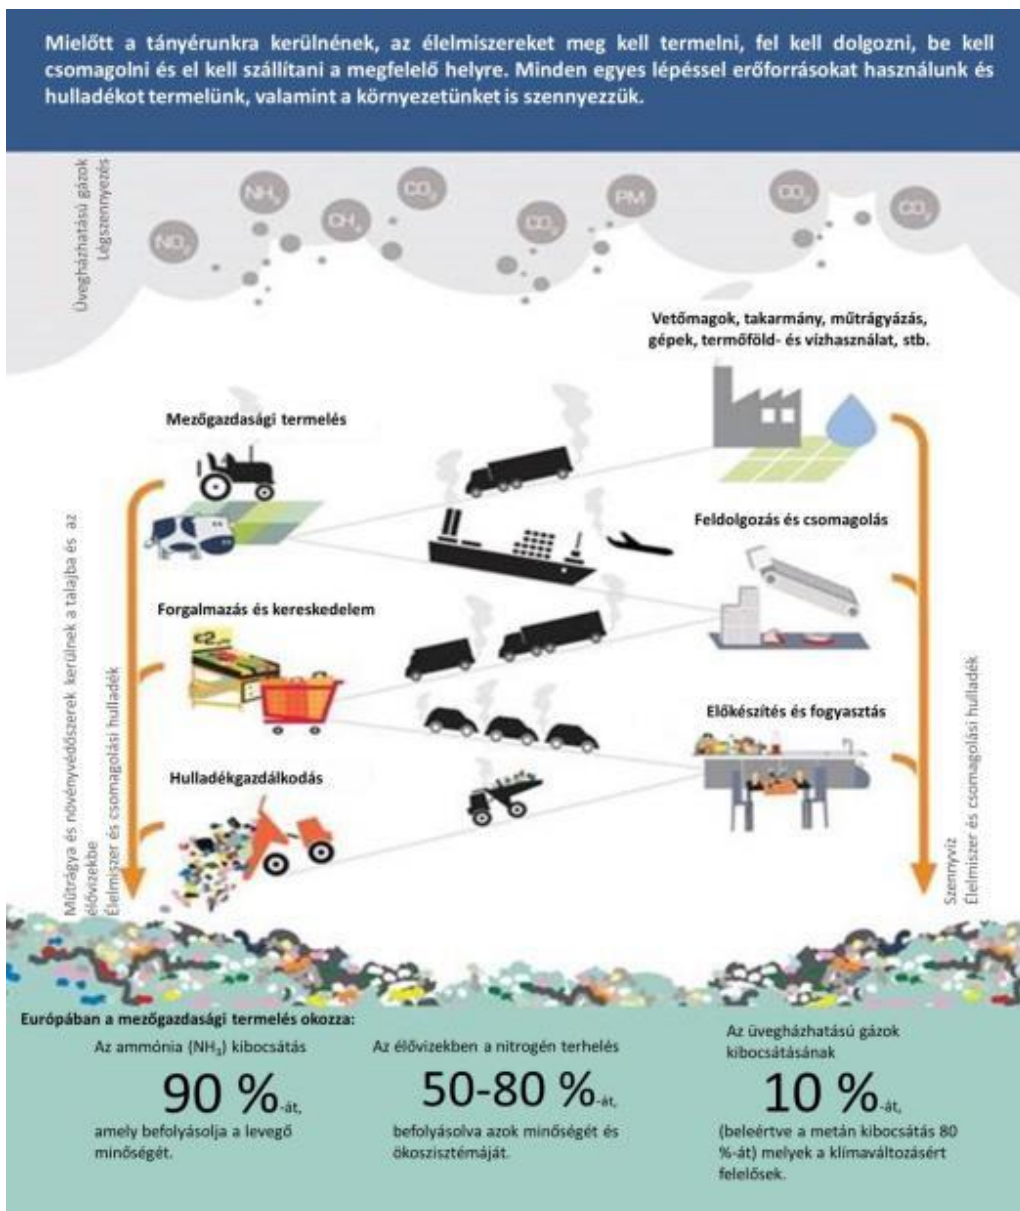 Mielőtt a tányérunkra kerülnének, az élelmiszereket meg kell termelni, fel kell dolgozni, be kell
csomagolni és el kell szállítani a megfelelő helyre. Minden egyes lépéssel erőforrásokat használunk és
hulladékot termelünk, valamint a környezetünket is szennyezzük.
Üvegházhatású gázok
Légszennyezés
NO₂
NH₃
CH₄
CO₂
CO₂
PM
CO₂
CO₂
Vetőmagok, takarmány, műtrágyázás,
gépek, termőföld- és vízhasználat, stb.
Mezőgazdasági termelés
Feldolgozás és csomagolás
Forgalmazás és kereskedelem
€2
Előkészítés és fogyasztás
Hulladékgazdálkodás
Műtrágya és növényvédőszerek kerülnek a talajba és az
élővizekbe
Élelmiszer és csomagolási hulladék
Szennyvíz
Élelmiszer és csomagolási hulladék
Európában a mezőgazdasági termelés okozza:
Az ammónia (NH₃) kibocsátás
90 %-át,
amely befolyásolja a levegő
minőségét.
Az élővizekben a nitrogén terhelés
50-80 %-át,
befolyásolva azok minőségét és
ökoszisztémáját.
Az üvegházhatású gázok
kibocsátásának
10 %-át,
(beleértve a metán kibocsátás 80
%-át) melyek a klímaváltozásért
felelősek.